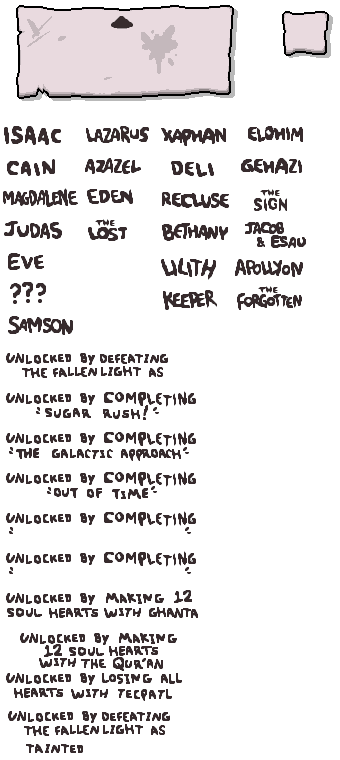 ISAAC LAZARUS XAPHAN ELOHIM
CAIN AZAZEL DELI GEHAZI
MAGDALENE EDEN RECLUSE THE SIGN
JUDAS THE LOST BETHANY JACOB & ESAU
EVE LILITH APOLLYON
??? KEEPER THE FORGOTTEN
SAMSON
UNLOCKED BY DEFEATING
THE FALLEN LIGHT AS
UNLOCKED BY COMPLETING
"SUGAR RUSH!"
UNLOCKED BY COMPLETING
"THE GALACTIC APPROACH"
UNLOCKED BY COMPLETING
"OUT OF TIME"
UNLOCKED BY COMPLETING
" "
UNLOCKED BY COMPLETING
" "
UNLOCKED BY MAKING 12
SOUL HEARTS WITH GHANTA
UNLOCKED BY MAKING
12 SOUL HEARTS
WITH THE QUR'AN
UNLOCKED BY LOSING ALL
HEARTS WITH TECPATL
UNLOCKED BY DEFEATING
THE FALLEN LIGHT AS
TAINTED